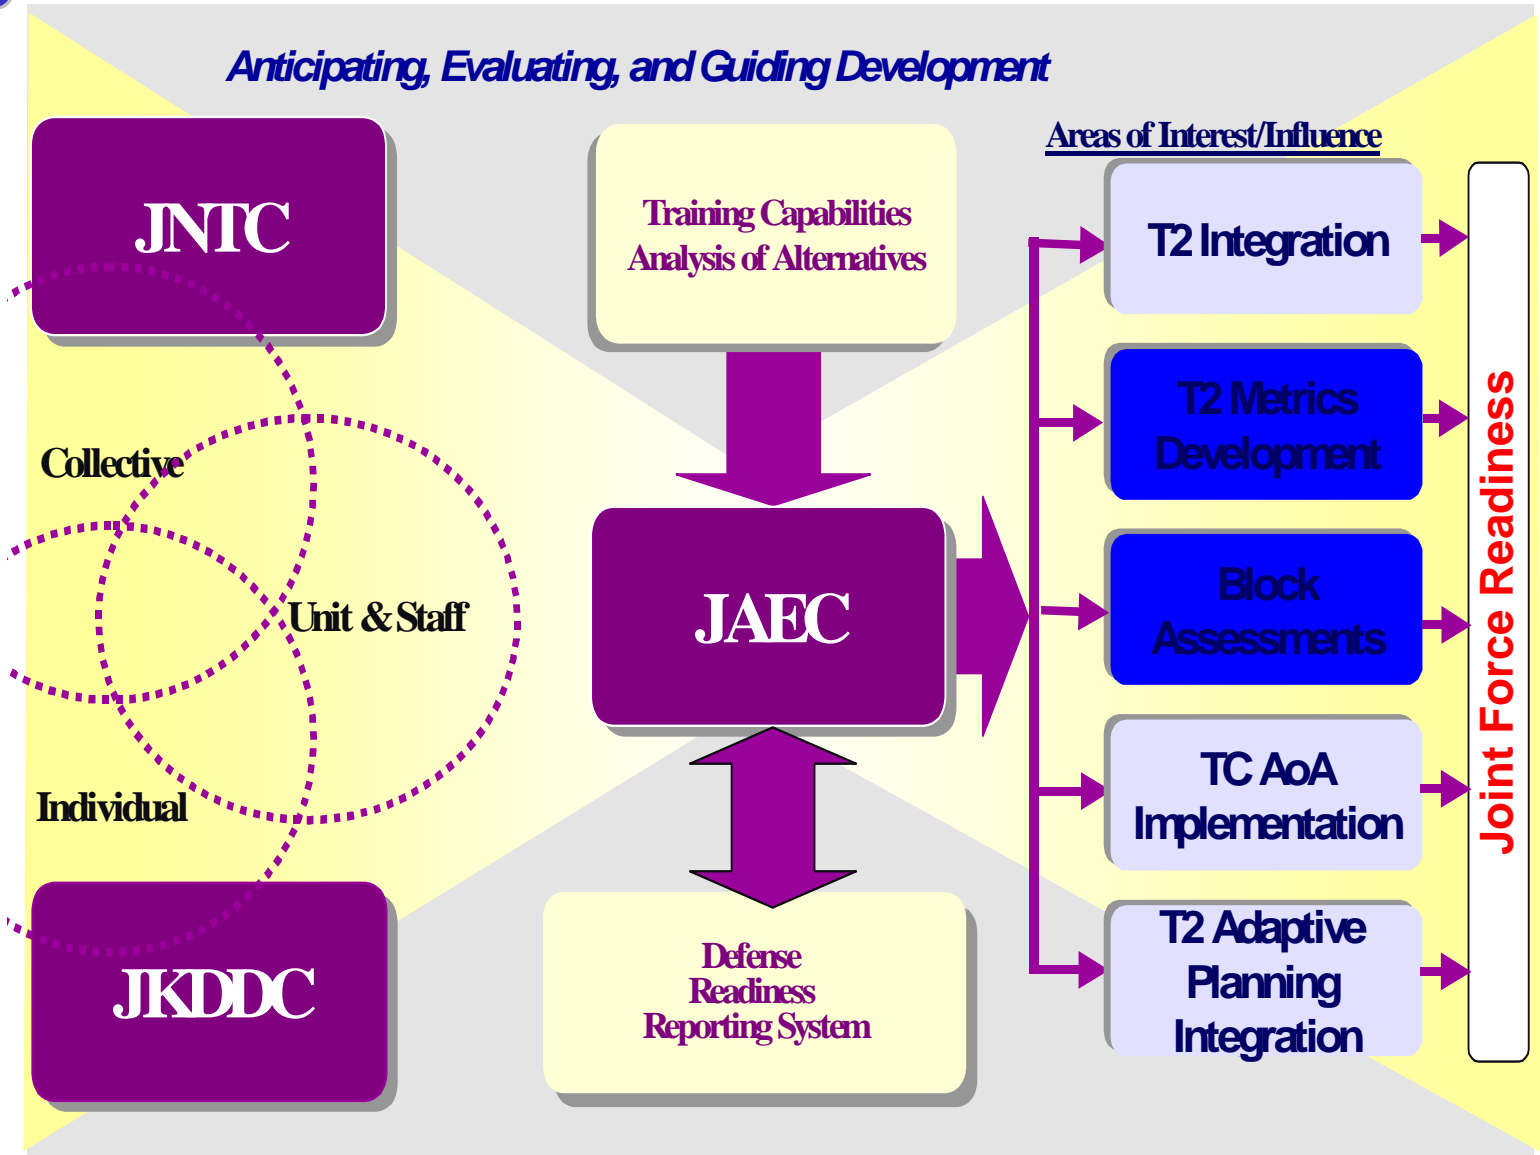 Anticipating, Evaluating, and Guiding Development
JNTC
Collective
Unit & Staff
Individual
JKDDC
Training Capabilities
Analysis of Alternatives
JAEC
Defense
Readiness
Reporting System
Areas of Interest/Influence
T2 Integration
T2 Metrics
Development
Block
Assessments
TC AoA
Implementation
T2 Adaptive
Planning
Integration
Joint Force Readiness